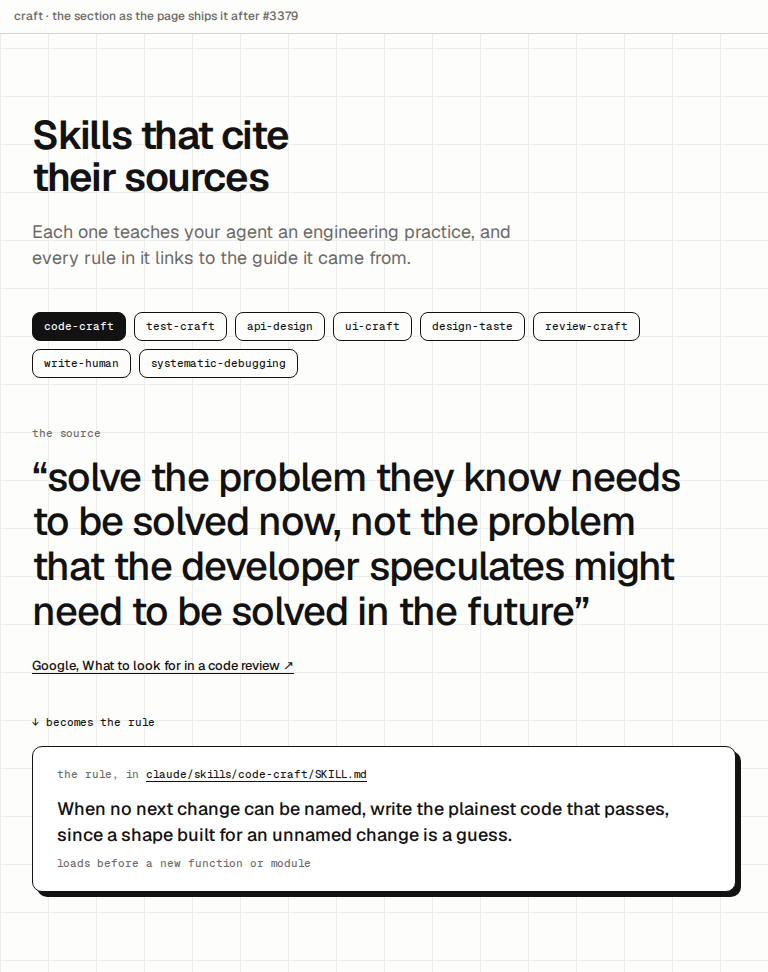 craft · the section as the page ships it after #3379
Skills that cite
their sources
Each one teaches your agent an engineering practice, and
every rule in it links to the guide it came from.
code-craft test-craft api-design ui-craft design-taste review-craft
write-human systematic-debugging
the source
“solve the problem they know needs
to be solved now, not the problem
that the developer speculates might
need to be solved in the future”
Google, What to look for in a code review ↗
↓ becomes the rule
the rule, in claude/skills/code-craft/SKILL.md
When no next change can be named, write the plainest code that passes,
since a shape built for an unnamed change is a guess.
loads before a new function or module